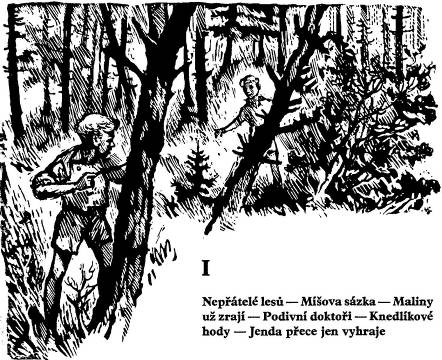 I
Nepřátelé lesů — Míšova sázka — Maliny
už zrají — Podivní doktoři — Knedlíkové
hody — Jenda přece jen vyhraje